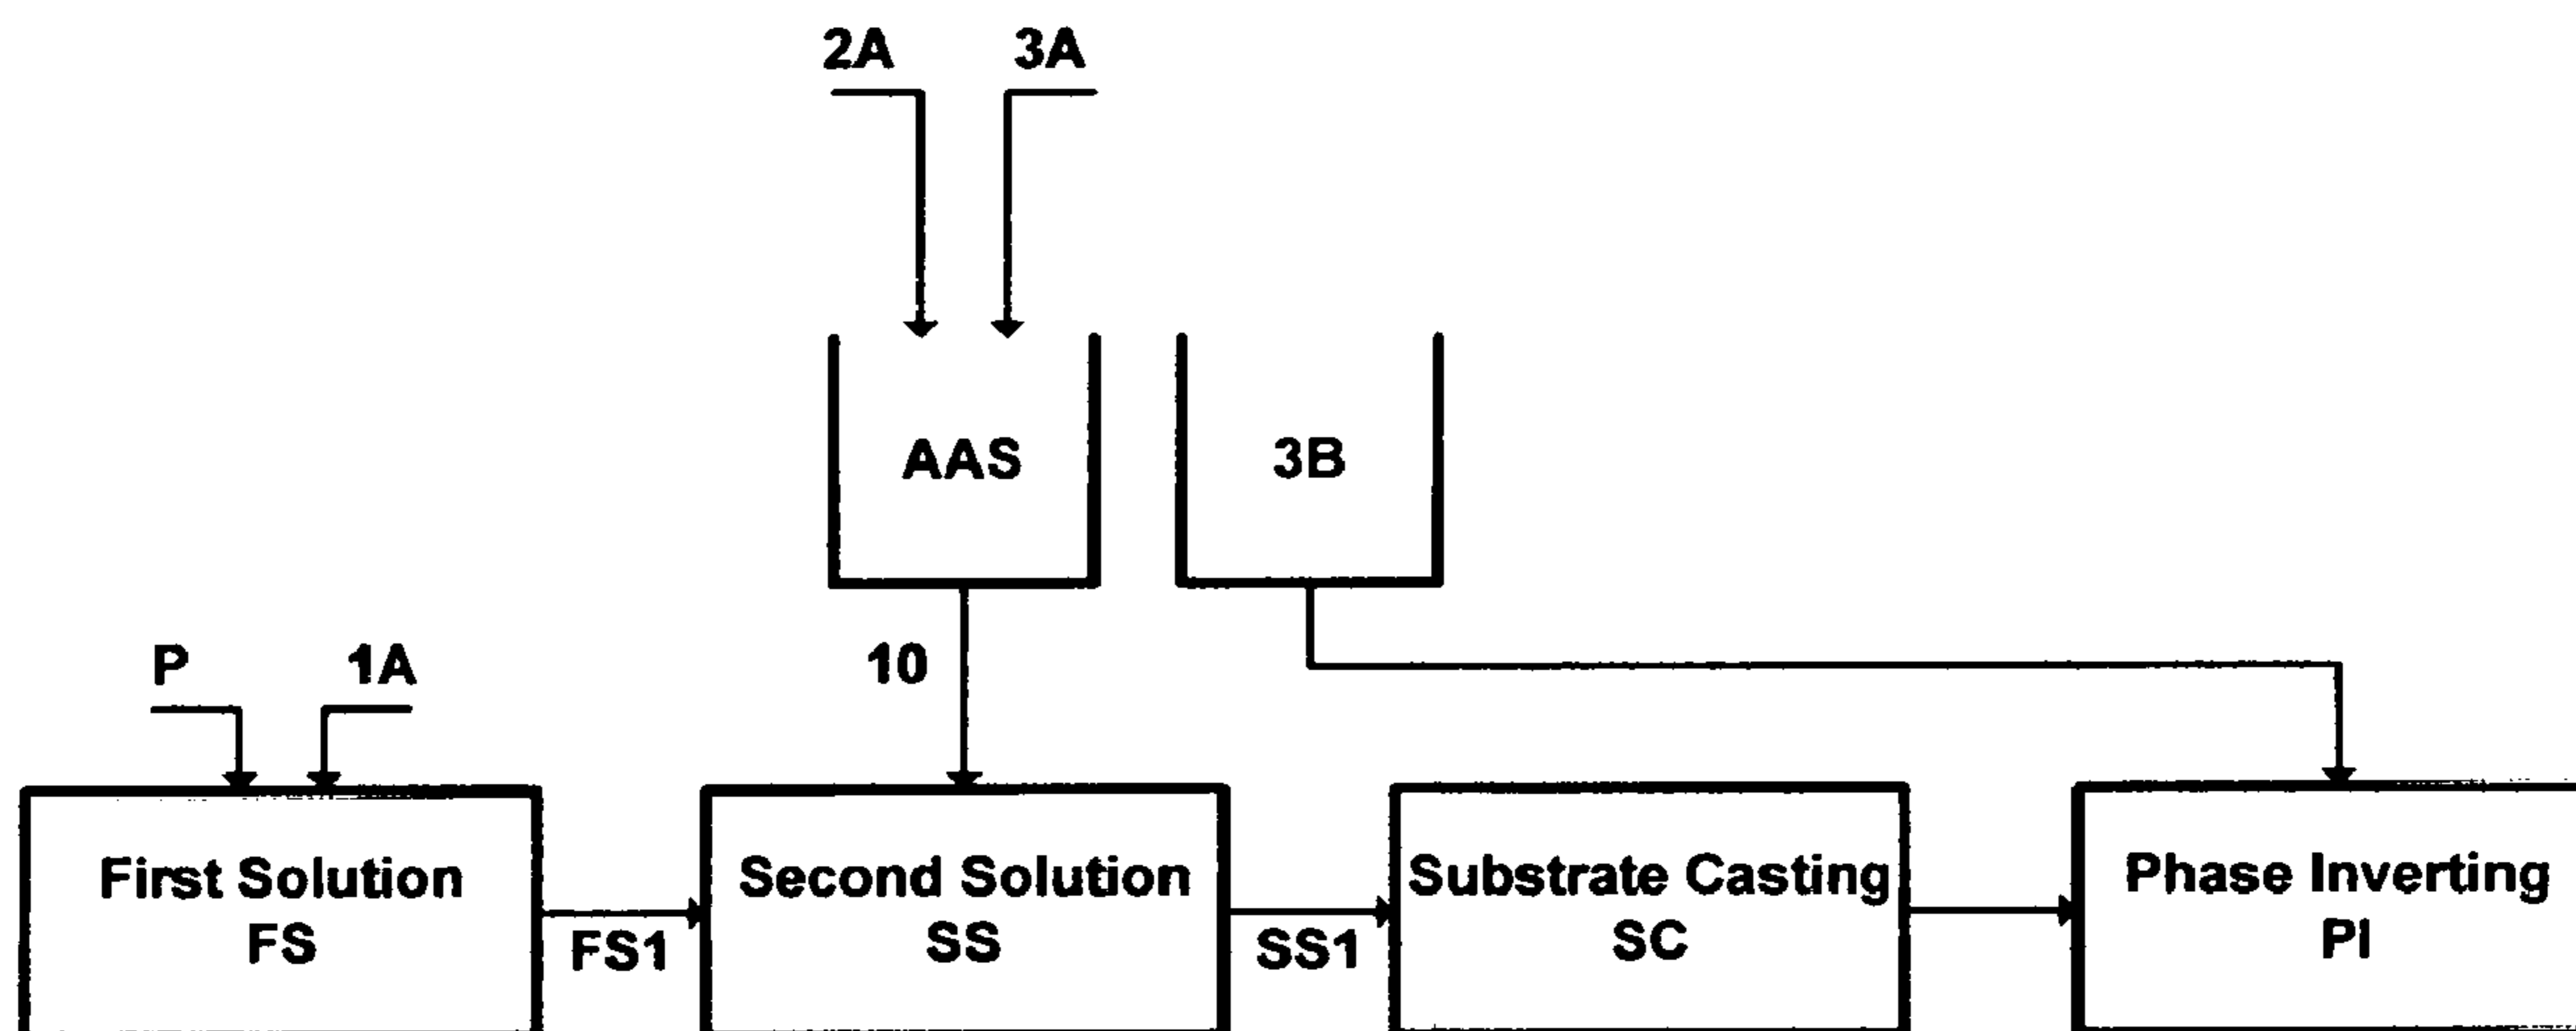 2A 3A
AAS 3B
10
P 1A
First Solution
FS
FS1
Second Solution
SS
SS1
Substrate Casting
SC
Phase Inverting
PI